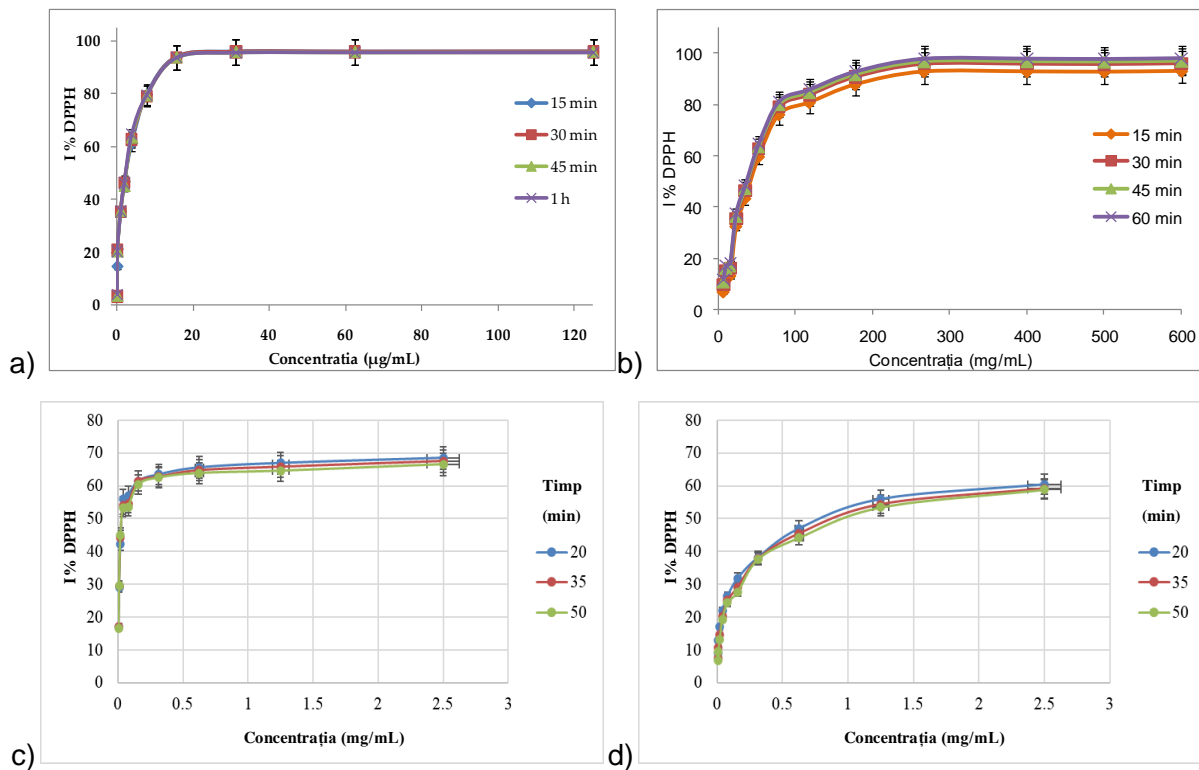 I % DPPH
100
80
60
40
20
0
0 20 40 60 80 100 120
Concentratia (µg/mL)
15 min
30 min
45 min
1 h
a)
I % DPPH
100
80
60
40
20
0
0 100 200 300 400 500 600
Concentrația (mg/mL)
15 min
30 min
45 min
60 min
b)
I % DPPH
80
70
60
50
40
30
20
10
0
0 0.5 1 1.5 2 2.5 3
Concentrația (mg/mL)
Timp
(min)
20
35
50
c)
I % DPPH
80
70
60
50
40
30
20
10
0
0 0.5 1 1.5 2 2.5 3
Concentrația (mg/mL)
Timp
(min)
20
35
50
d)